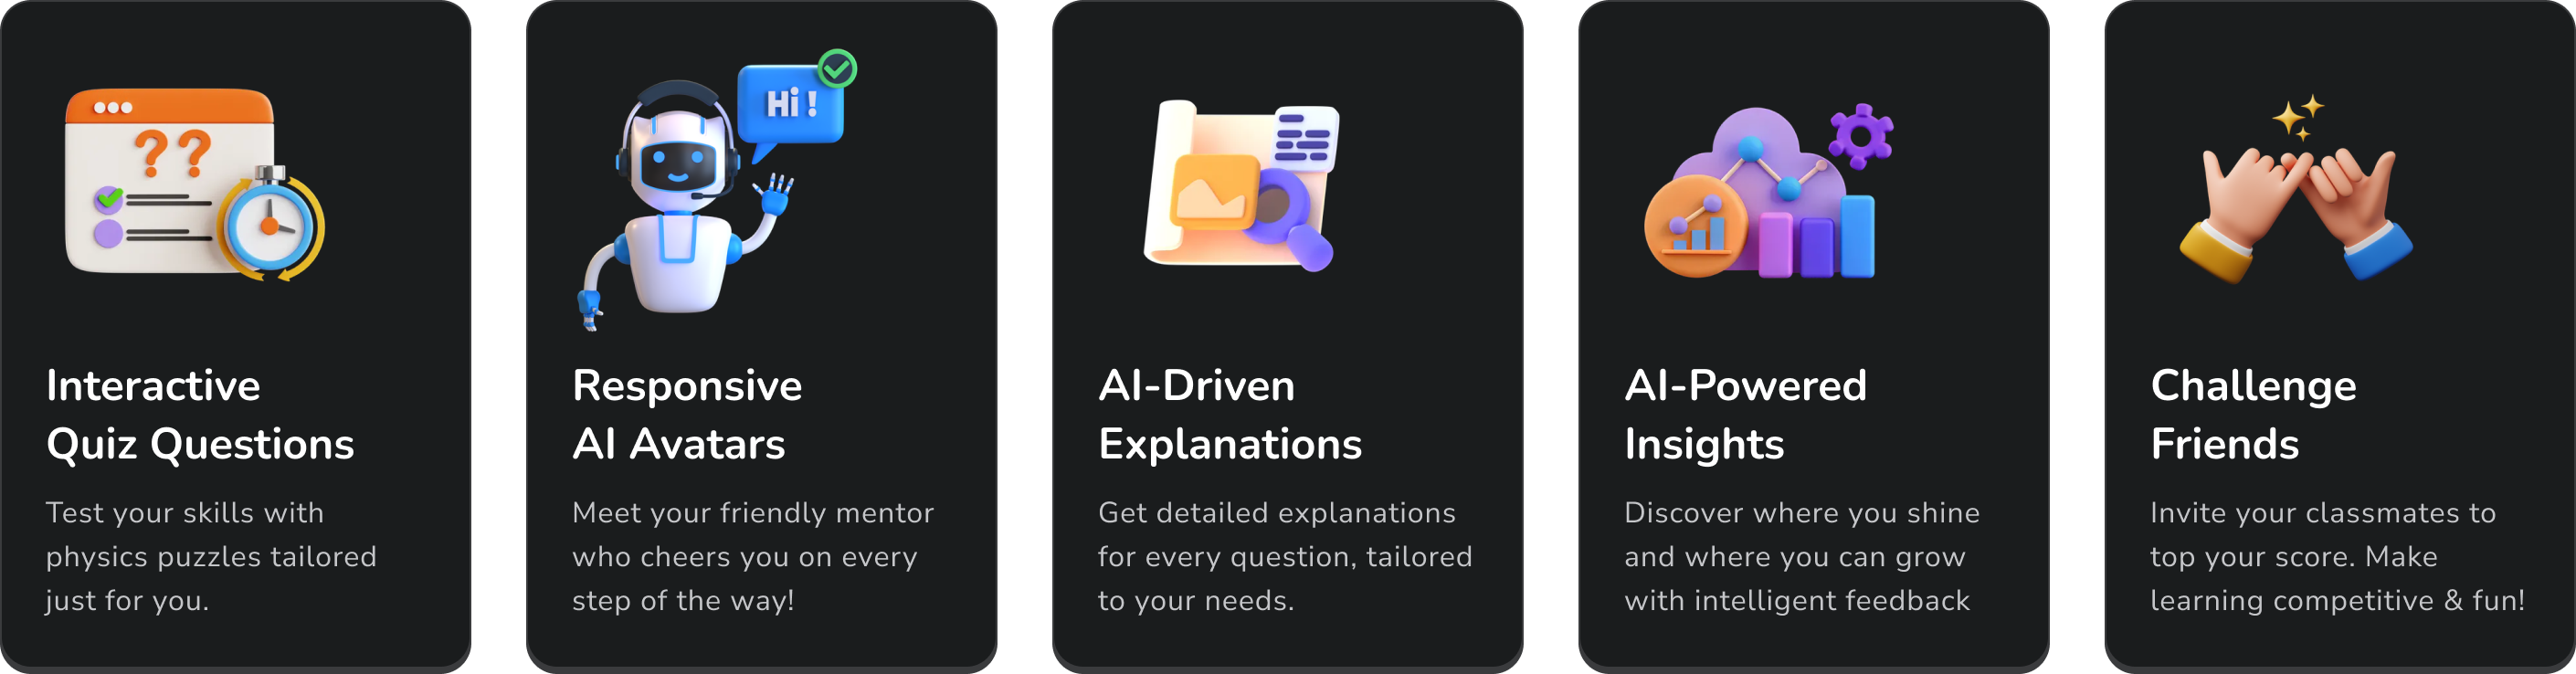 Interactive
Quiz Questions
Test your skills with
physics puzzles tailored
just for you.
Hi !
Responsive
AI Avatars
Meet your friendly mentor
who cheers you on every
step of the way!
AI-Driven
Explanations
Get detailed explanations
for every question, tailored
to your needs.
AI-Powered
Insights
Discover where you shine
and where you can grow
with intelligent feedback
Challenge
Friends
Invite your classmates to
top your score. Make
learning competitive & fun!